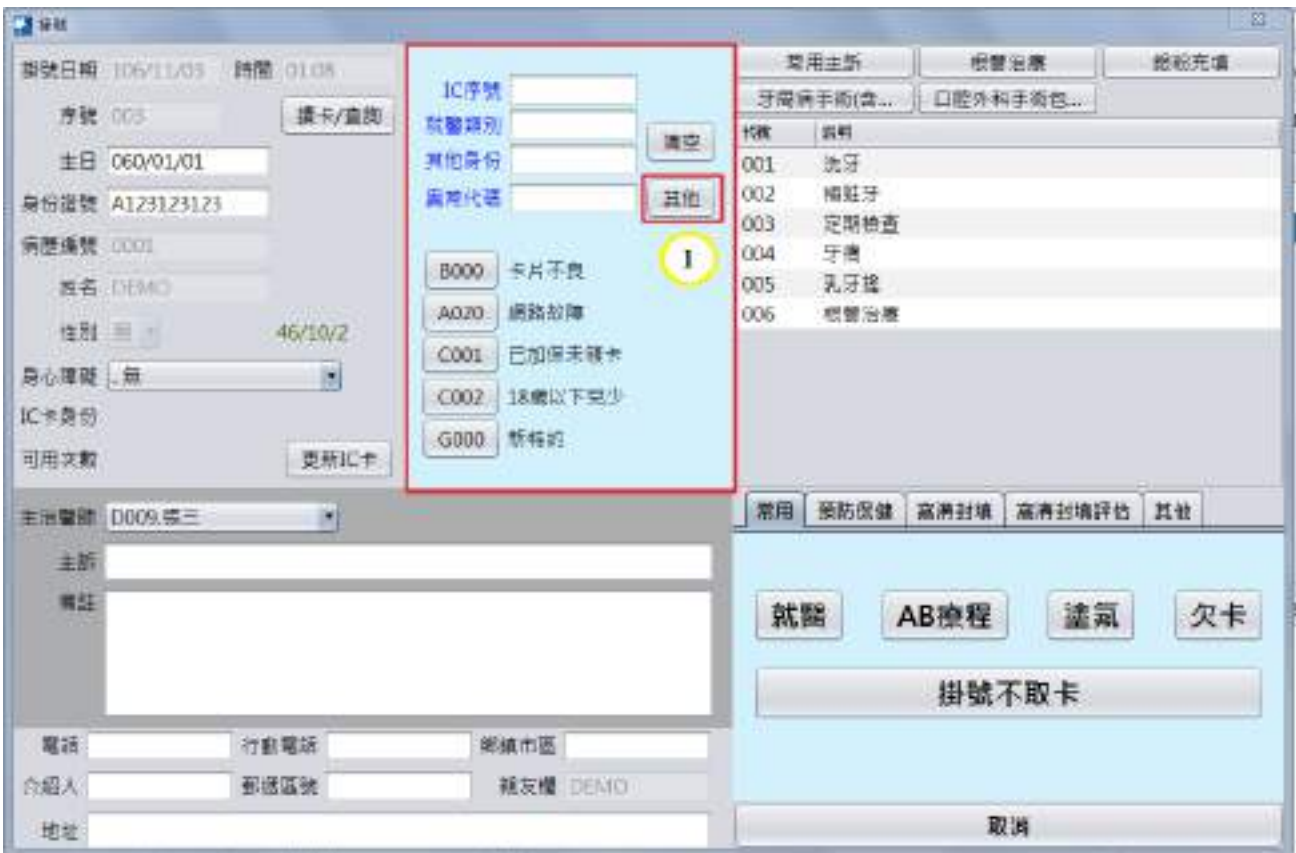 掛號
掛號日期 106/11/03 時間 01:08
序號 003 讀卡/查詢
生日 060/01/01
身份證號 A123123123
病歷編號 0001
姓名 DEMO
性別 無 46/10/2
身心障礙 . 無
IC卡身份
可用次數 更新IC卡
IC序號
就醫類別
其他身份
異常代碼
清空
其他
1
B000 卡片不良
A020 網路故障
C001 已加保未領卡
C002 18歲以下兒少
G000 新特約
常用主訴 根管治療 銀粉充填
牙周病手術(含... 口腔外科手術包...
代號 說明
001 洗牙
002 補蛀牙
003 定期檢查
004 牙痛
005 乳牙搖
006 根管治療
主治醫師 D009.張三
主訴
備註
常用 預防保健 窩溝封填 窩溝封填評估 其他
就醫 AB療程 塗氟 欠卡
掛號不取卡
電話 行動電話 鄉鎮市區
介紹人 郵遞區號 親友欄 DEMO
地址
取消